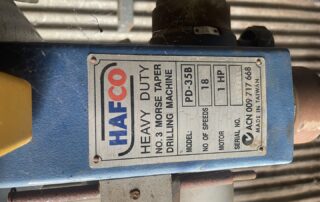 HAFCO
HEAVY DUTY
NO. 3 MORSE TAPER
DRILLING MACHINE
MODEL: PD-35B
NO. OF SPEEDS 18
MOTOR 1 HP
SERIAL NO.
ACN 009 717 668
MADE IN TAIWAN